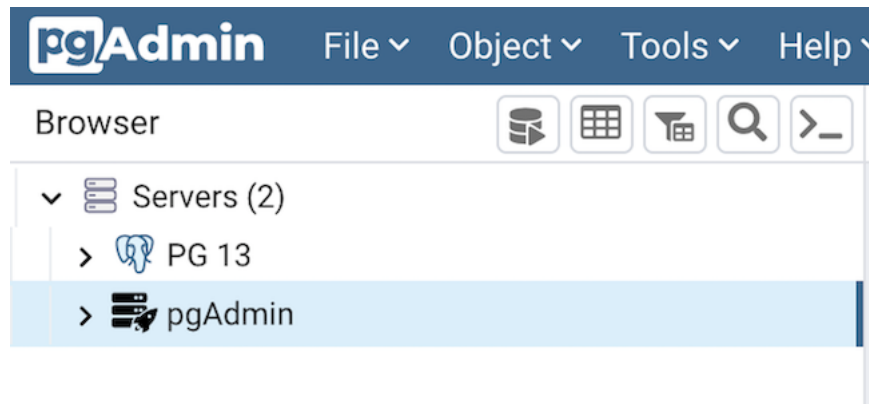 pgAdmin File Object Tools Help
Browser
Servers (2)
PG 13
pgAdmin